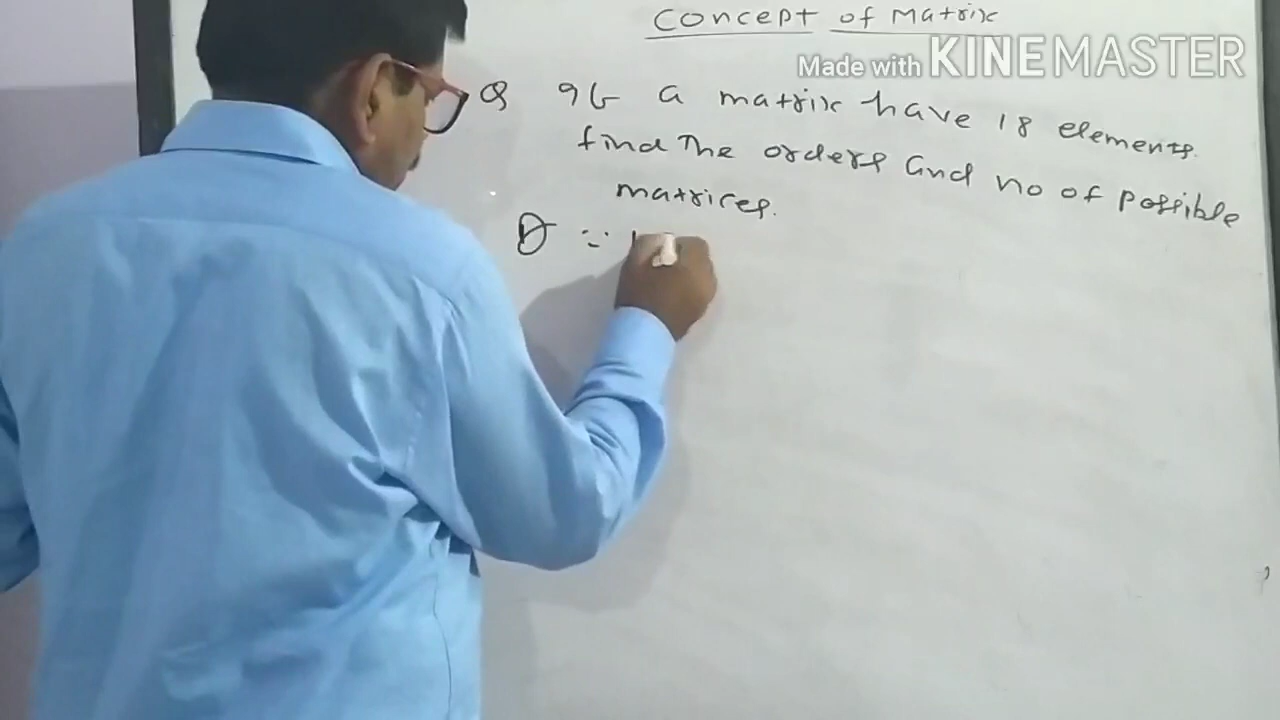 Concept of Matrix
Made with KINEMASTER
Q If a matrix have 18 elements.
find The orders and no of possible
matrices.
∵